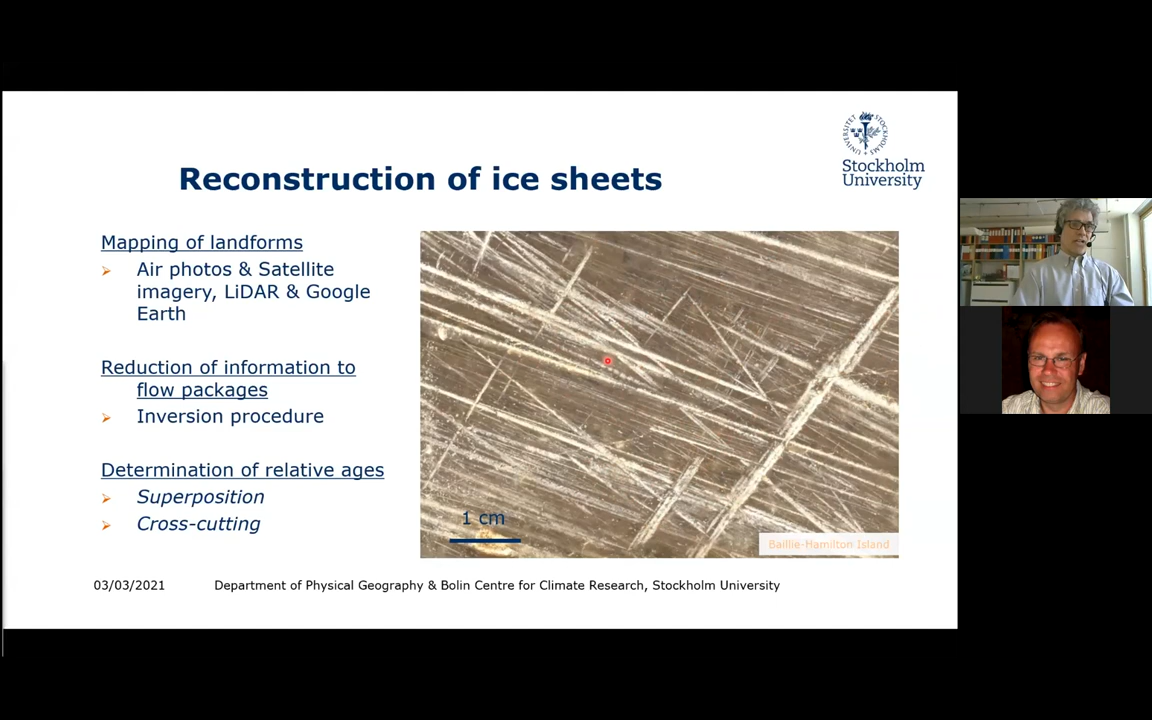 Stockholm
University
Reconstruction of ice sheets
Mapping of landforms
Air photos & Satellite
imagery, LiDAR & Google
Earth
Reduction of information to
flow packages
Inversion procedure
Determination of relative ages
Superposition
Cross-cutting
1 cm
Baillie-Hamilton Island
03/03/2021 Department of Physical Geography & Bolin Centre for Climate Research, Stockholm University